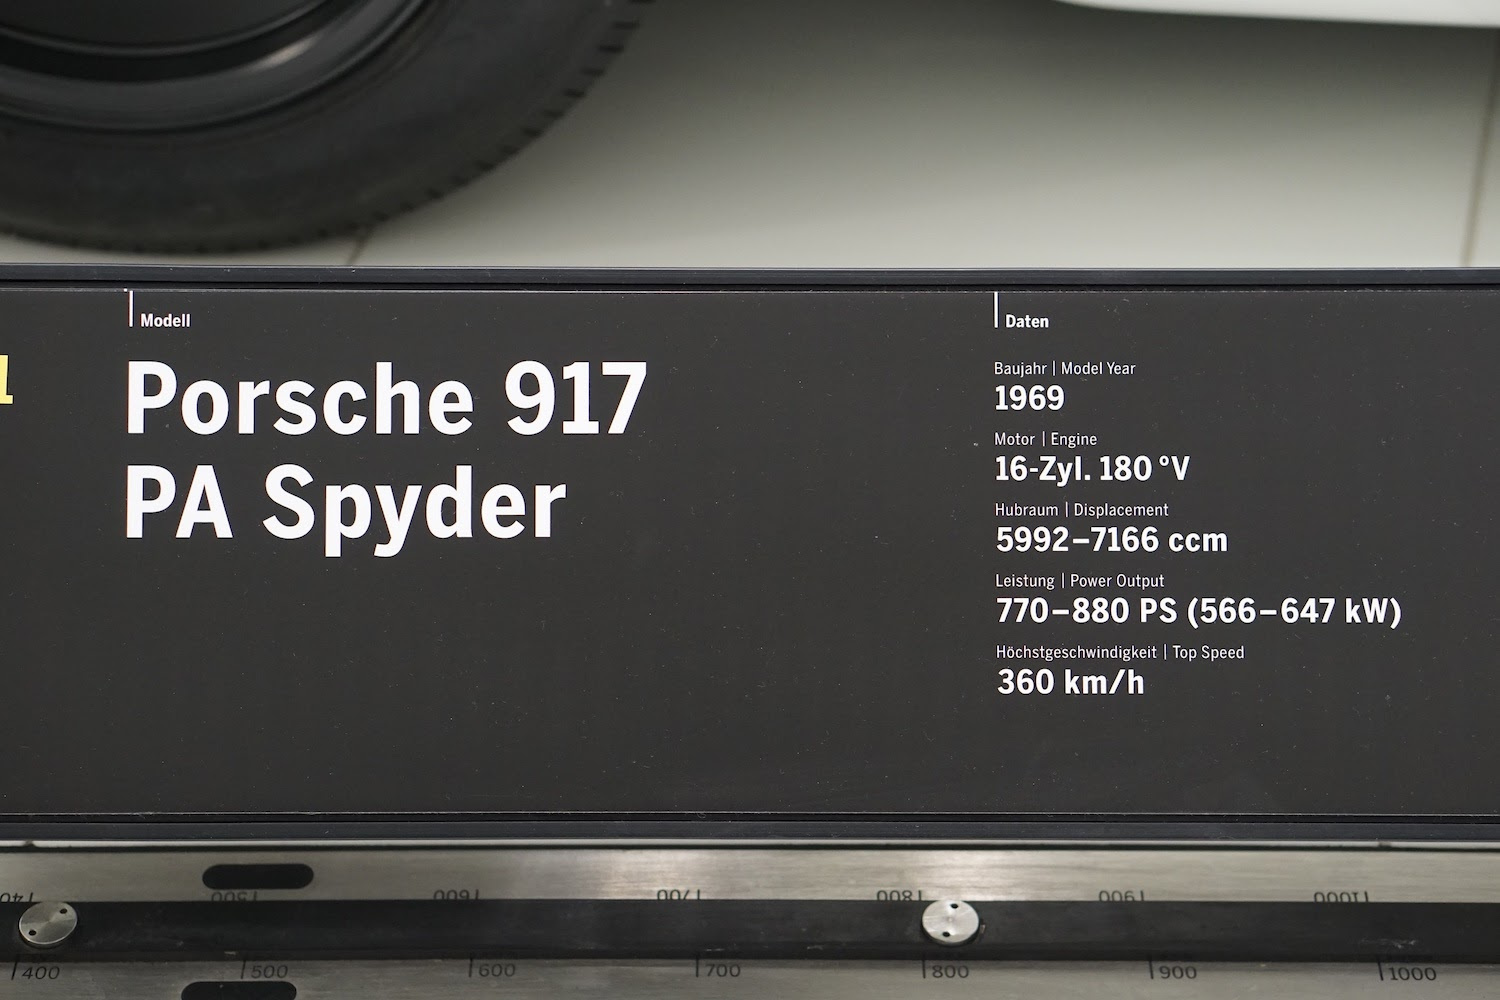 1
Modell
Porsche 917
PA Spyder
Daten
Baujahr | Model Year
1969
Motor | Engine
16-Zyl. 180 °V
Hubraum | Displacement
5992–7166 ccm
Leistung | Power Output
770–880 PS (566–647 kW)
Höchstgeschwindigkeit | Top Speed
360 km/h
400 500 600 700 800 900 1000